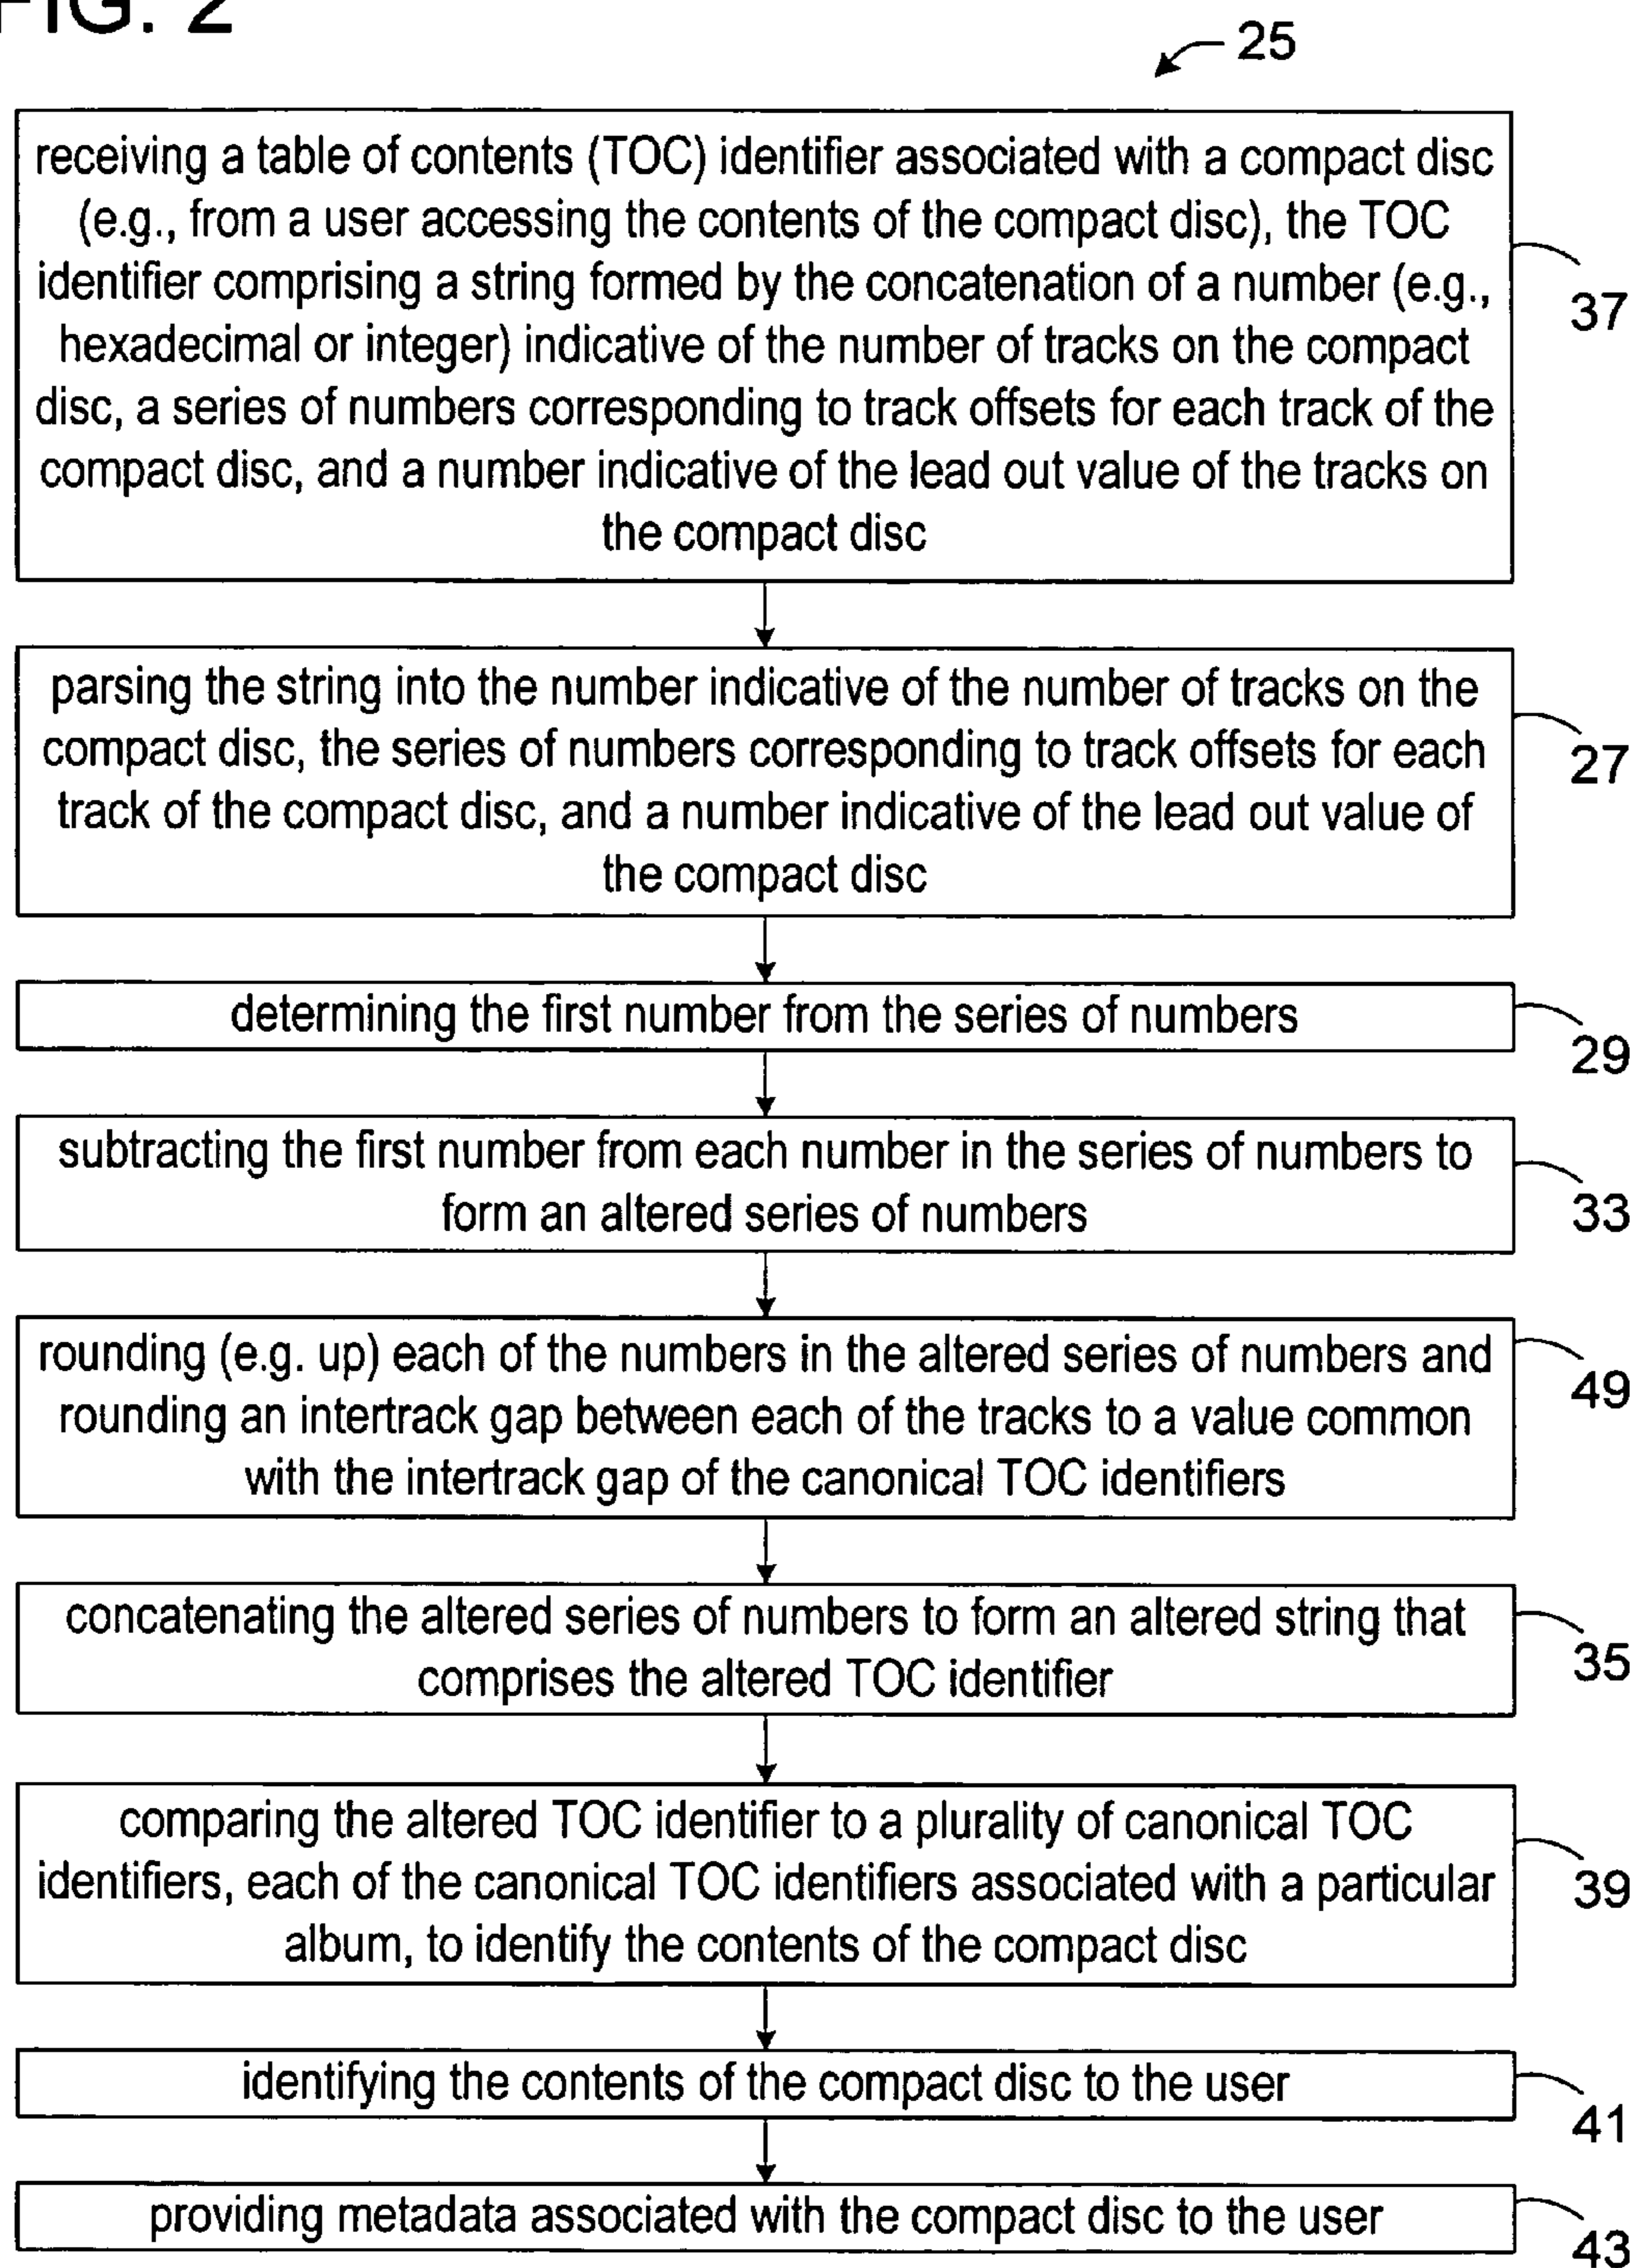 FIG. 2
25
receiving a table of contents (TOC) identifier associated with a compact disc
(e.g., from a user accessing the contents of the compact disc), the TOC
identifier comprising a string formed by the concatenation of a number (e.g.,
hexadecimal or integer) indicative of the number of tracks on the compact
disc, a series of numbers corresponding to track offsets for each track of the
compact disc, and a number indicative of the lead out value of the tracks on
the compact disc
37
parsing the string into the number indicative of the number of tracks on the
compact disc, the series of numbers corresponding to track offsets for each
track of the compact disc, and a number indicative of the lead out value of
the compact disc
27
determining the first number from the series of numbers
29
subtracting the first number from each number in the series of numbers to
form an altered series of numbers
33
rounding (e.g. up) each of the numbers in the altered series of numbers and
rounding an intertrack gap between each of the tracks to a value common
with the intertrack gap of the canonical TOC identifiers
49
concatenating the altered series of numbers to form an altered string that
comprises the altered TOC identifier
35
comparing the altered TOC identifier to a plurality of canonical TOC
identifiers, each of the canonical TOC identifiers associated with a particular
album, to identify the contents of the compact disc
39
identifying the contents of the compact disc to the user
41
providing metadata associated with the compact disc to the user
43